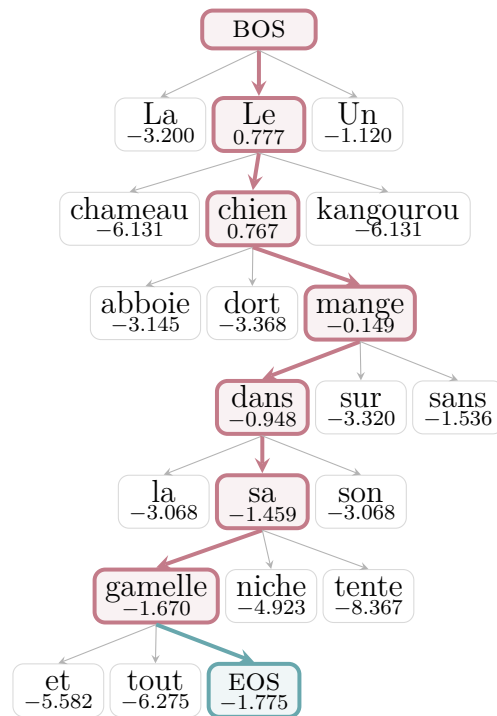 BOS
La Le Un
−3.200 0.777 −1.120
chameau chien kangourou
−6.131 0.767 −6.131
abboie dort mange
−3.145 −3.368 −0.149
dans sur sans
−0.948 −3.320 −1.536
la sa son
−3.068 −1.459 −3.068
gamelle niche tente
−1.670 −4.923 −8.367
et tout EOS
−5.582 −6.275 −1.775